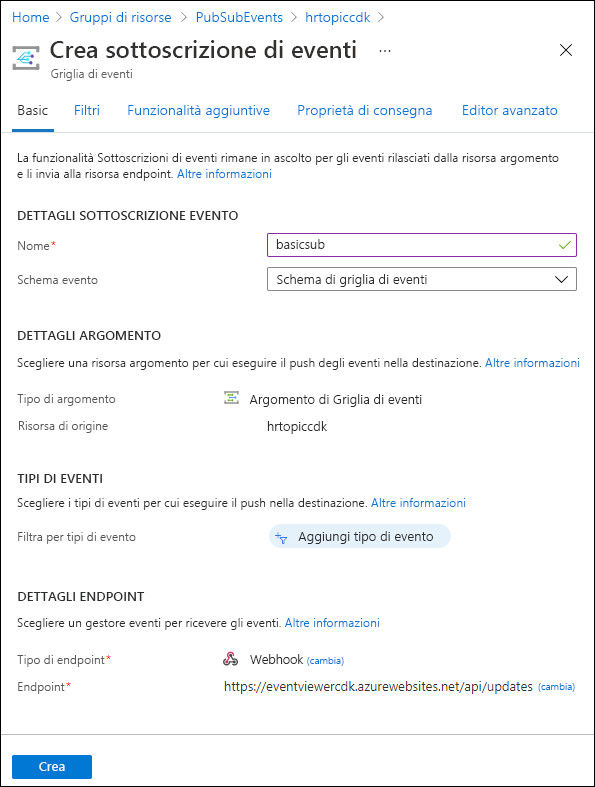 Home > Gruppi di risorse > PubSubEvents > hrtopiccdk >
Crea sottoscrizione di eventi ...
Griglia di eventi
Basic Filtri Funzionalità aggiuntive Proprietà di consegna Editor avanzato
La funzionalità Sottoscrizioni di eventi rimane in ascolto per gli eventi rilasciati dalla risorsa argomento
e li invia alla risorsa endpoint. Altre informazioni
DETTAGLI SOTTOSCRIZIONE EVENTO
Nome* basicsub
Schema evento Schema di griglia di eventi
DETTAGLI ARGOMENTO
Scegliere una risorsa argomento per cui eseguire il push degli eventi nella destinazione. Altre informazioni
Tipo di argomento Argomento di Griglia di eventi
Risorsa di origine hrtopiccdk
TIPI DI EVENTI
Scegliere i tipi di eventi per cui eseguire il push nella destinazione. Altre informazioni
Filtra per tipi di evento Aggiungi tipo di evento
DETTAGLI ENDPOINT
Scegliere un gestore eventi per ricevere gli eventi. Altre informazioni
Tipo di endpoint* Webhook (cambia)
Endpoint* https://eventviewercdk.azurewebsites.net/api/updates (cambia)
Crea